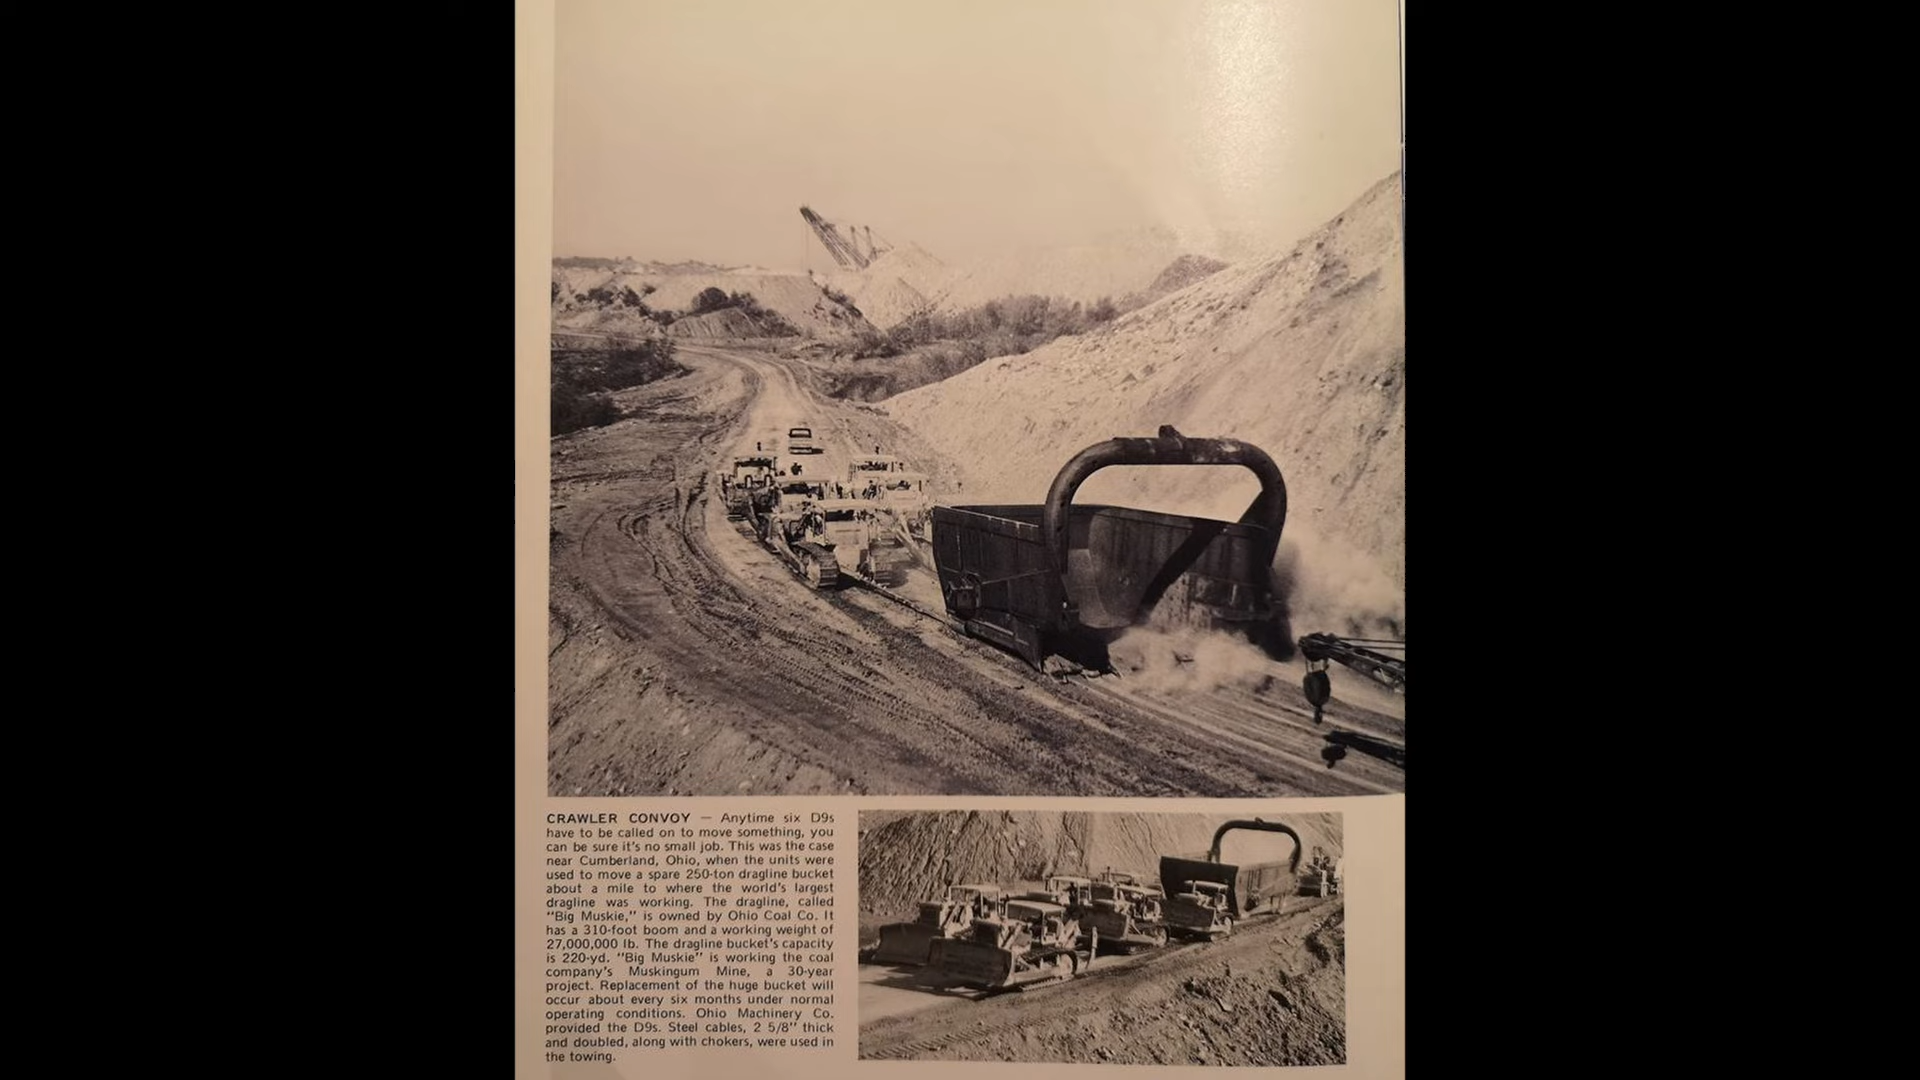 CRAWLER CONVOY — Anytime six D9s
have to be called on to move something, you
can be sure it's no small job. This was the case
near Cumberland, Ohio, when the units were
used to move a spare 250-ton dragline bucket
about a mile to where the world's largest
dragline was working. The dragline, called
"Big Muskie," is owned by Ohio Coal Co. It
has a 310-foot boom and a working weight of
27,000,000 lb. The dragline bucket's capacity
is 220-yd. "Big Muskie" is working the coal
company's Muskingum Mine, a 30-year
project. Replacement of the huge bucket will
occur about every six months under normal
operating conditions. Ohio Machinery Co.
provided the D9s. Steel cables, 2 5/8" thick
and doubled, along with chokers, were used in
the towing.